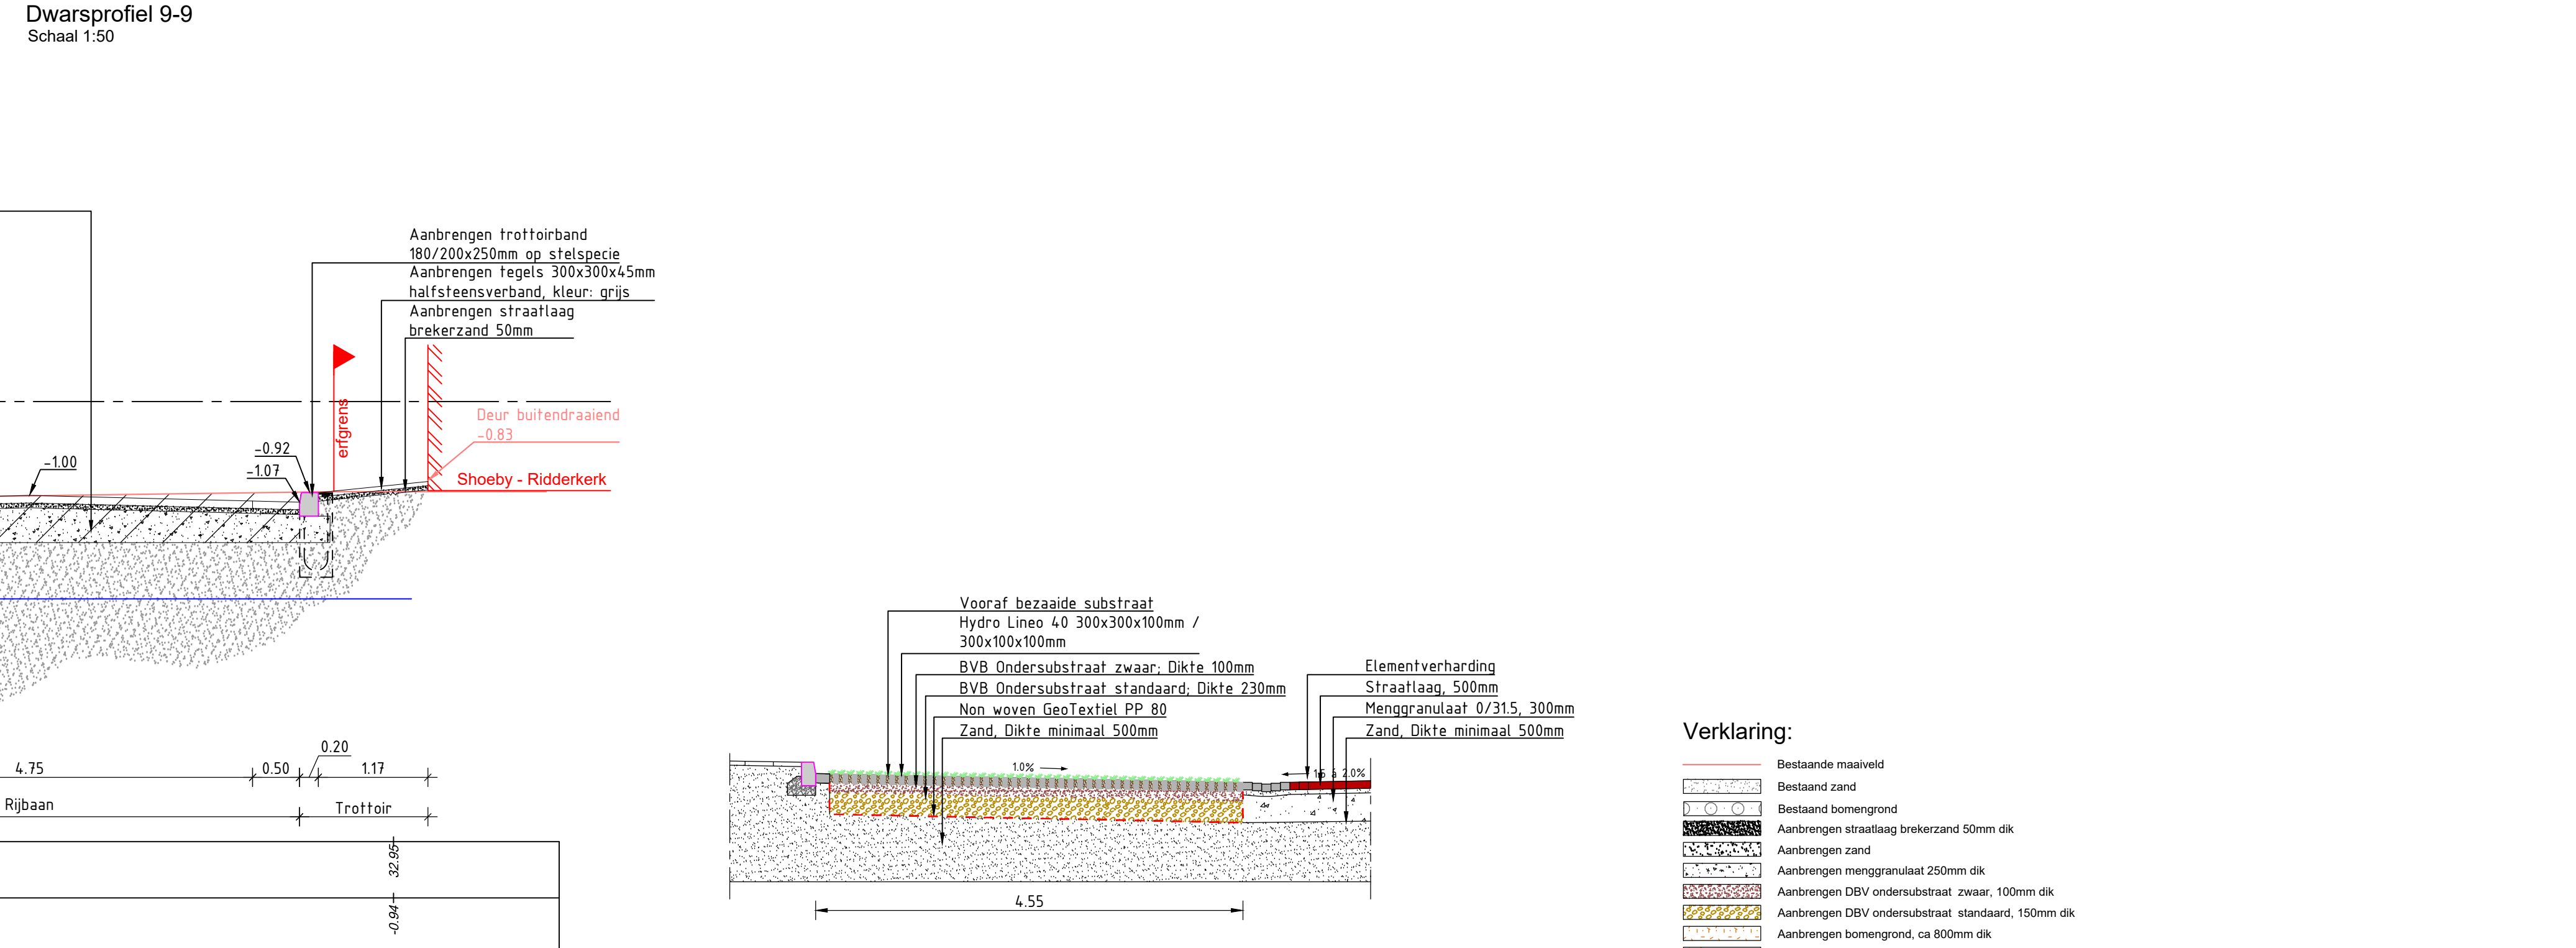 Dwarsprofiel 9-9
Schaal 1:50
Aanbrengen trottoirband
180/200x250mm op stelspecie
Aanbrengen tegels 300x300x45mm
halfsteensverband, kleur: grijs
Aanbrengen straatlaag
brekerzand 50mm
erfgrens
Deur buitendraaiend
-0.83
-0.92
-1.00
-1.07
Shoeby - Ridderkerk
0.20
4.75
0.50
1.17
Rijbaan
Trottoir
32.95
-0.94
Vooraf bezaaide substraat
Hydro Lineo 40 300x300x100mm /
300x100x100mm
BVB Ondersubstraat zwaar; Dikte 100mm
BVB Ondersubstraat standaard; Dikte 230mm
Non woven GeoTextiel PP 80
Zand, Dikte minimaal 500mm
Elementverharding
Straatlaag, 500mm
Menggranulaat 0/31.5, 300mm
Zand, Dikte minimaal 500mm
1.0%
1.5 à 2.0%
4.55
Verklaring:
Bestaande maaiveld
Bestaand zand
Bestaand bomengrond
Aanbrengen straatlaag brekerzand 50mm dik
Aanbrengen zand
Aanbrengen menggranulaat 250mm dik
Aanbrengen DBV ondersubstraat zwaar, 100mm dik
Aanbrengen DBV ondersubstraat standaard, 150mm dik
Aanbrengen bomengrond, ca 800mm dik